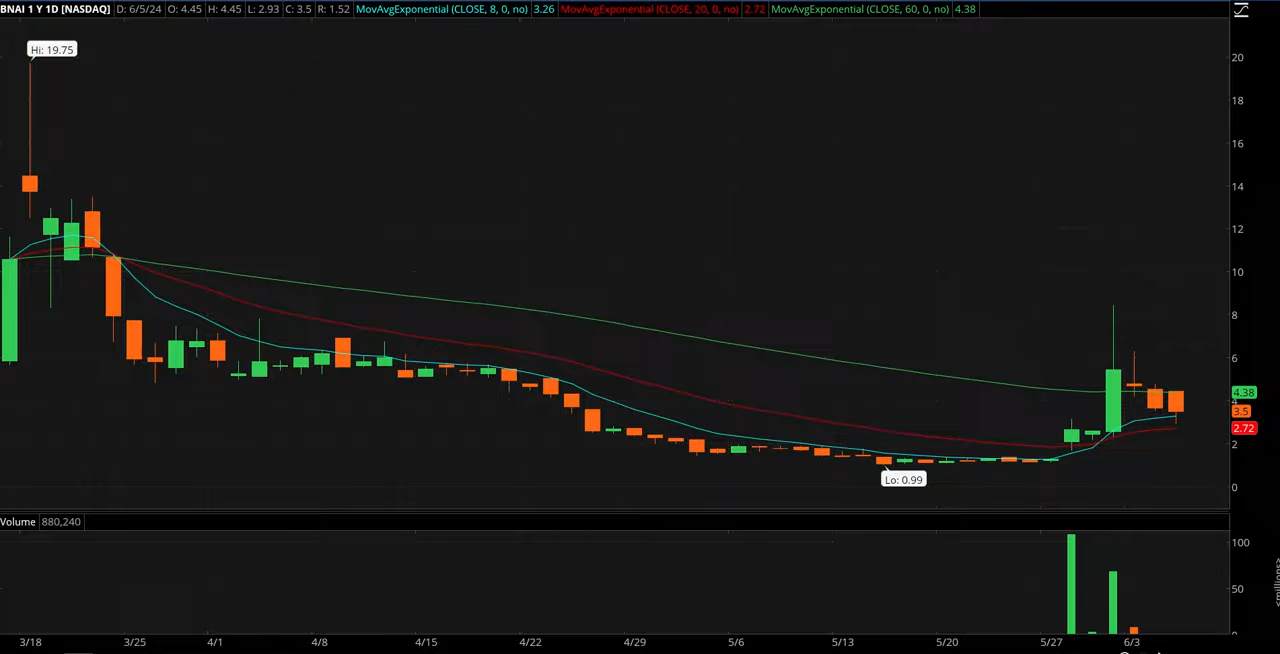 BNAI 1 Y 1D [NASDAQ] D: 6/5/24 O: 4.45 H: 4.45 L: 2.93 C: 3.5 R: 1.52 MovAvgExponential (CLOSE, 8, 0, no) 3.26 MovAvgExponential (CLOSE, 20, 0, no) 2.72 MovAvgExponential (CLOSE, 60, 0, no) 4.38
Hi: 19.75
20
18
16
14
12
10
8
6
4.38
4
3.5
2.72
2
Lo: 0.99
0
Volume 880,240
100
50
0
<millions>
3/18 3/25 4/1 4/8 4/15 4/22 4/29 5/6 5/13 5/20 5/27 6/3